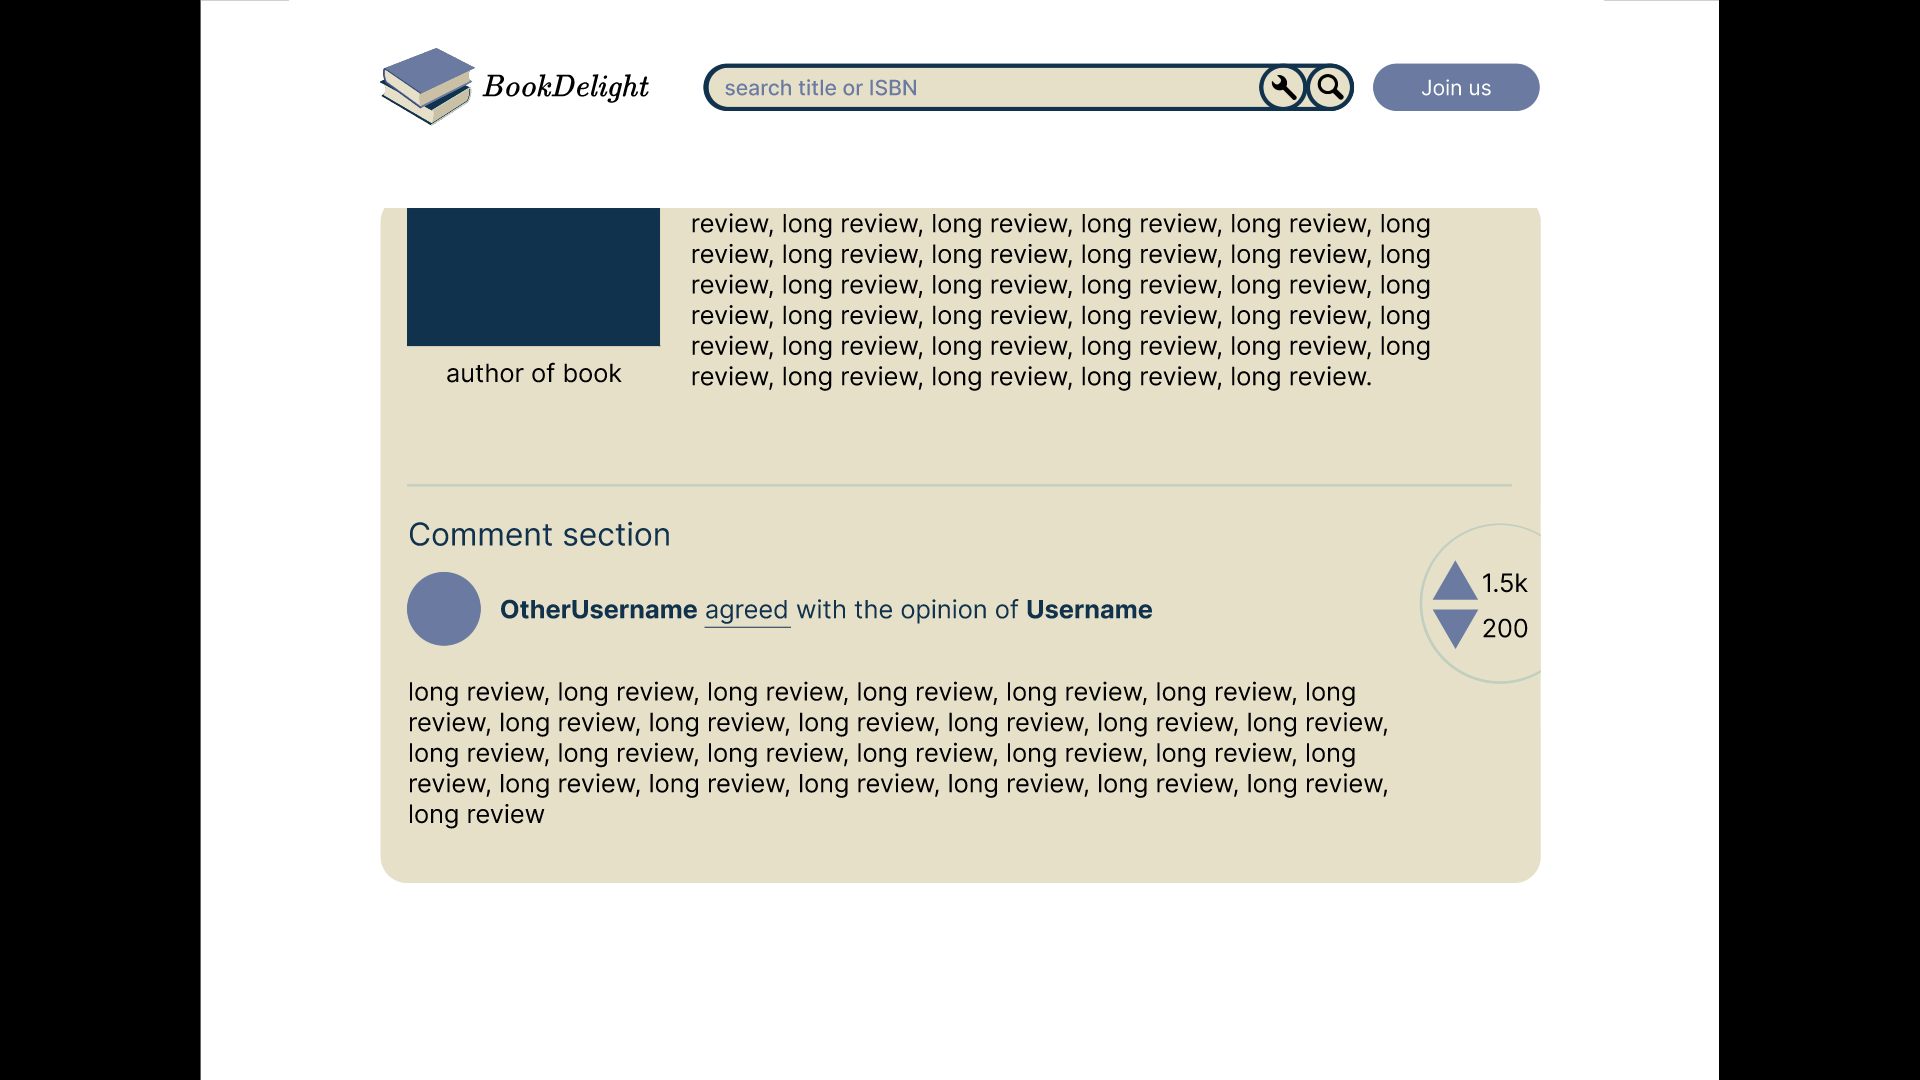 BookDelight
search title or ISBN
Join us
review, long review, long review, long review, long review, long
review, long review, long review, long review, long review, long
review, long review, long review, long review, long review, long
review, long review, long review, long review, long review, long
review, long review, long review, long review, long review, long
review, long review, long review, long review, long review.
author of book
Comment section
OtherUsername agreed with the opinion of Username
1.5k
200
long review, long review, long review, long review, long review, long review, long
review, long review, long review, long review, long review, long review, long review,
long review, long review, long review, long review, long review, long review, long
review, long review, long review, long review, long review, long review, long review,
long review